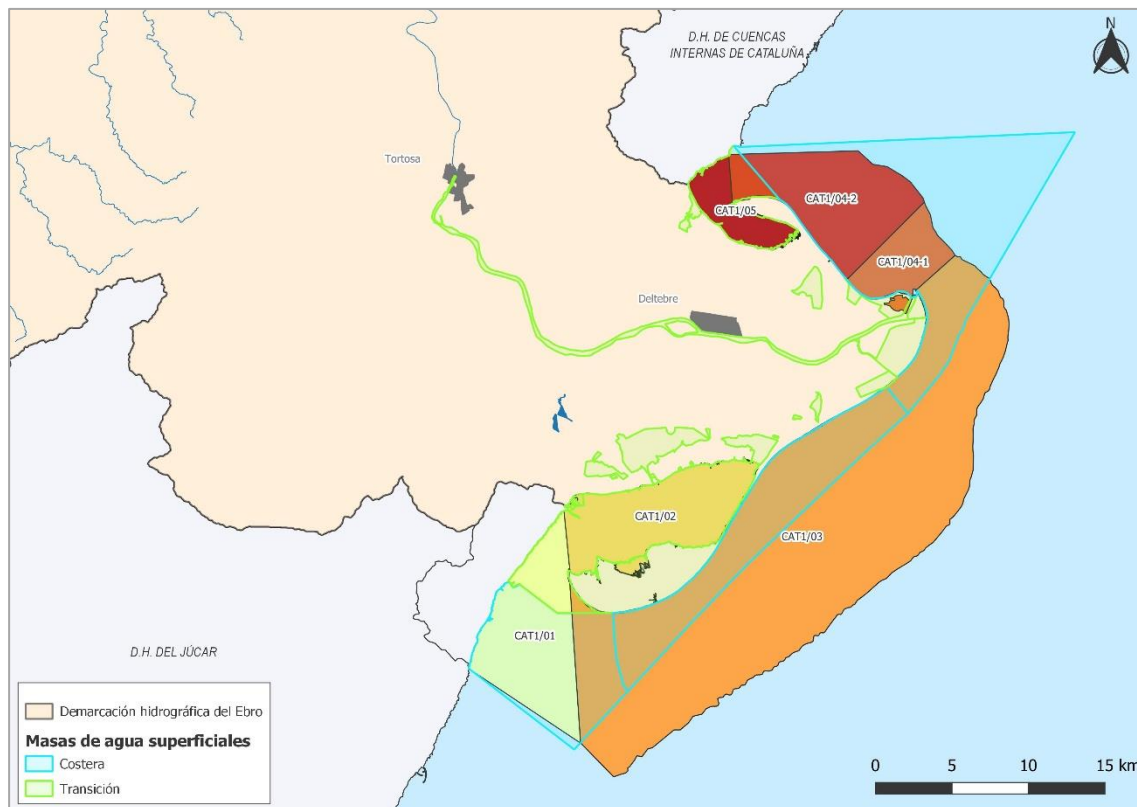 D.H. DE CUENCAS
INTERNAS DE CATALUÑA
N
Tortosa
CAT1/05
CAT1/04-2
CAT1/04-1
Deltebre
CAT1/02
CAT1/03
CAT1/01
D.H. DEL JÚCAR
Demarcación hidrográfica del Ebro
Masas de agua superficiales
Costera
Transición
0 5 10 15 km